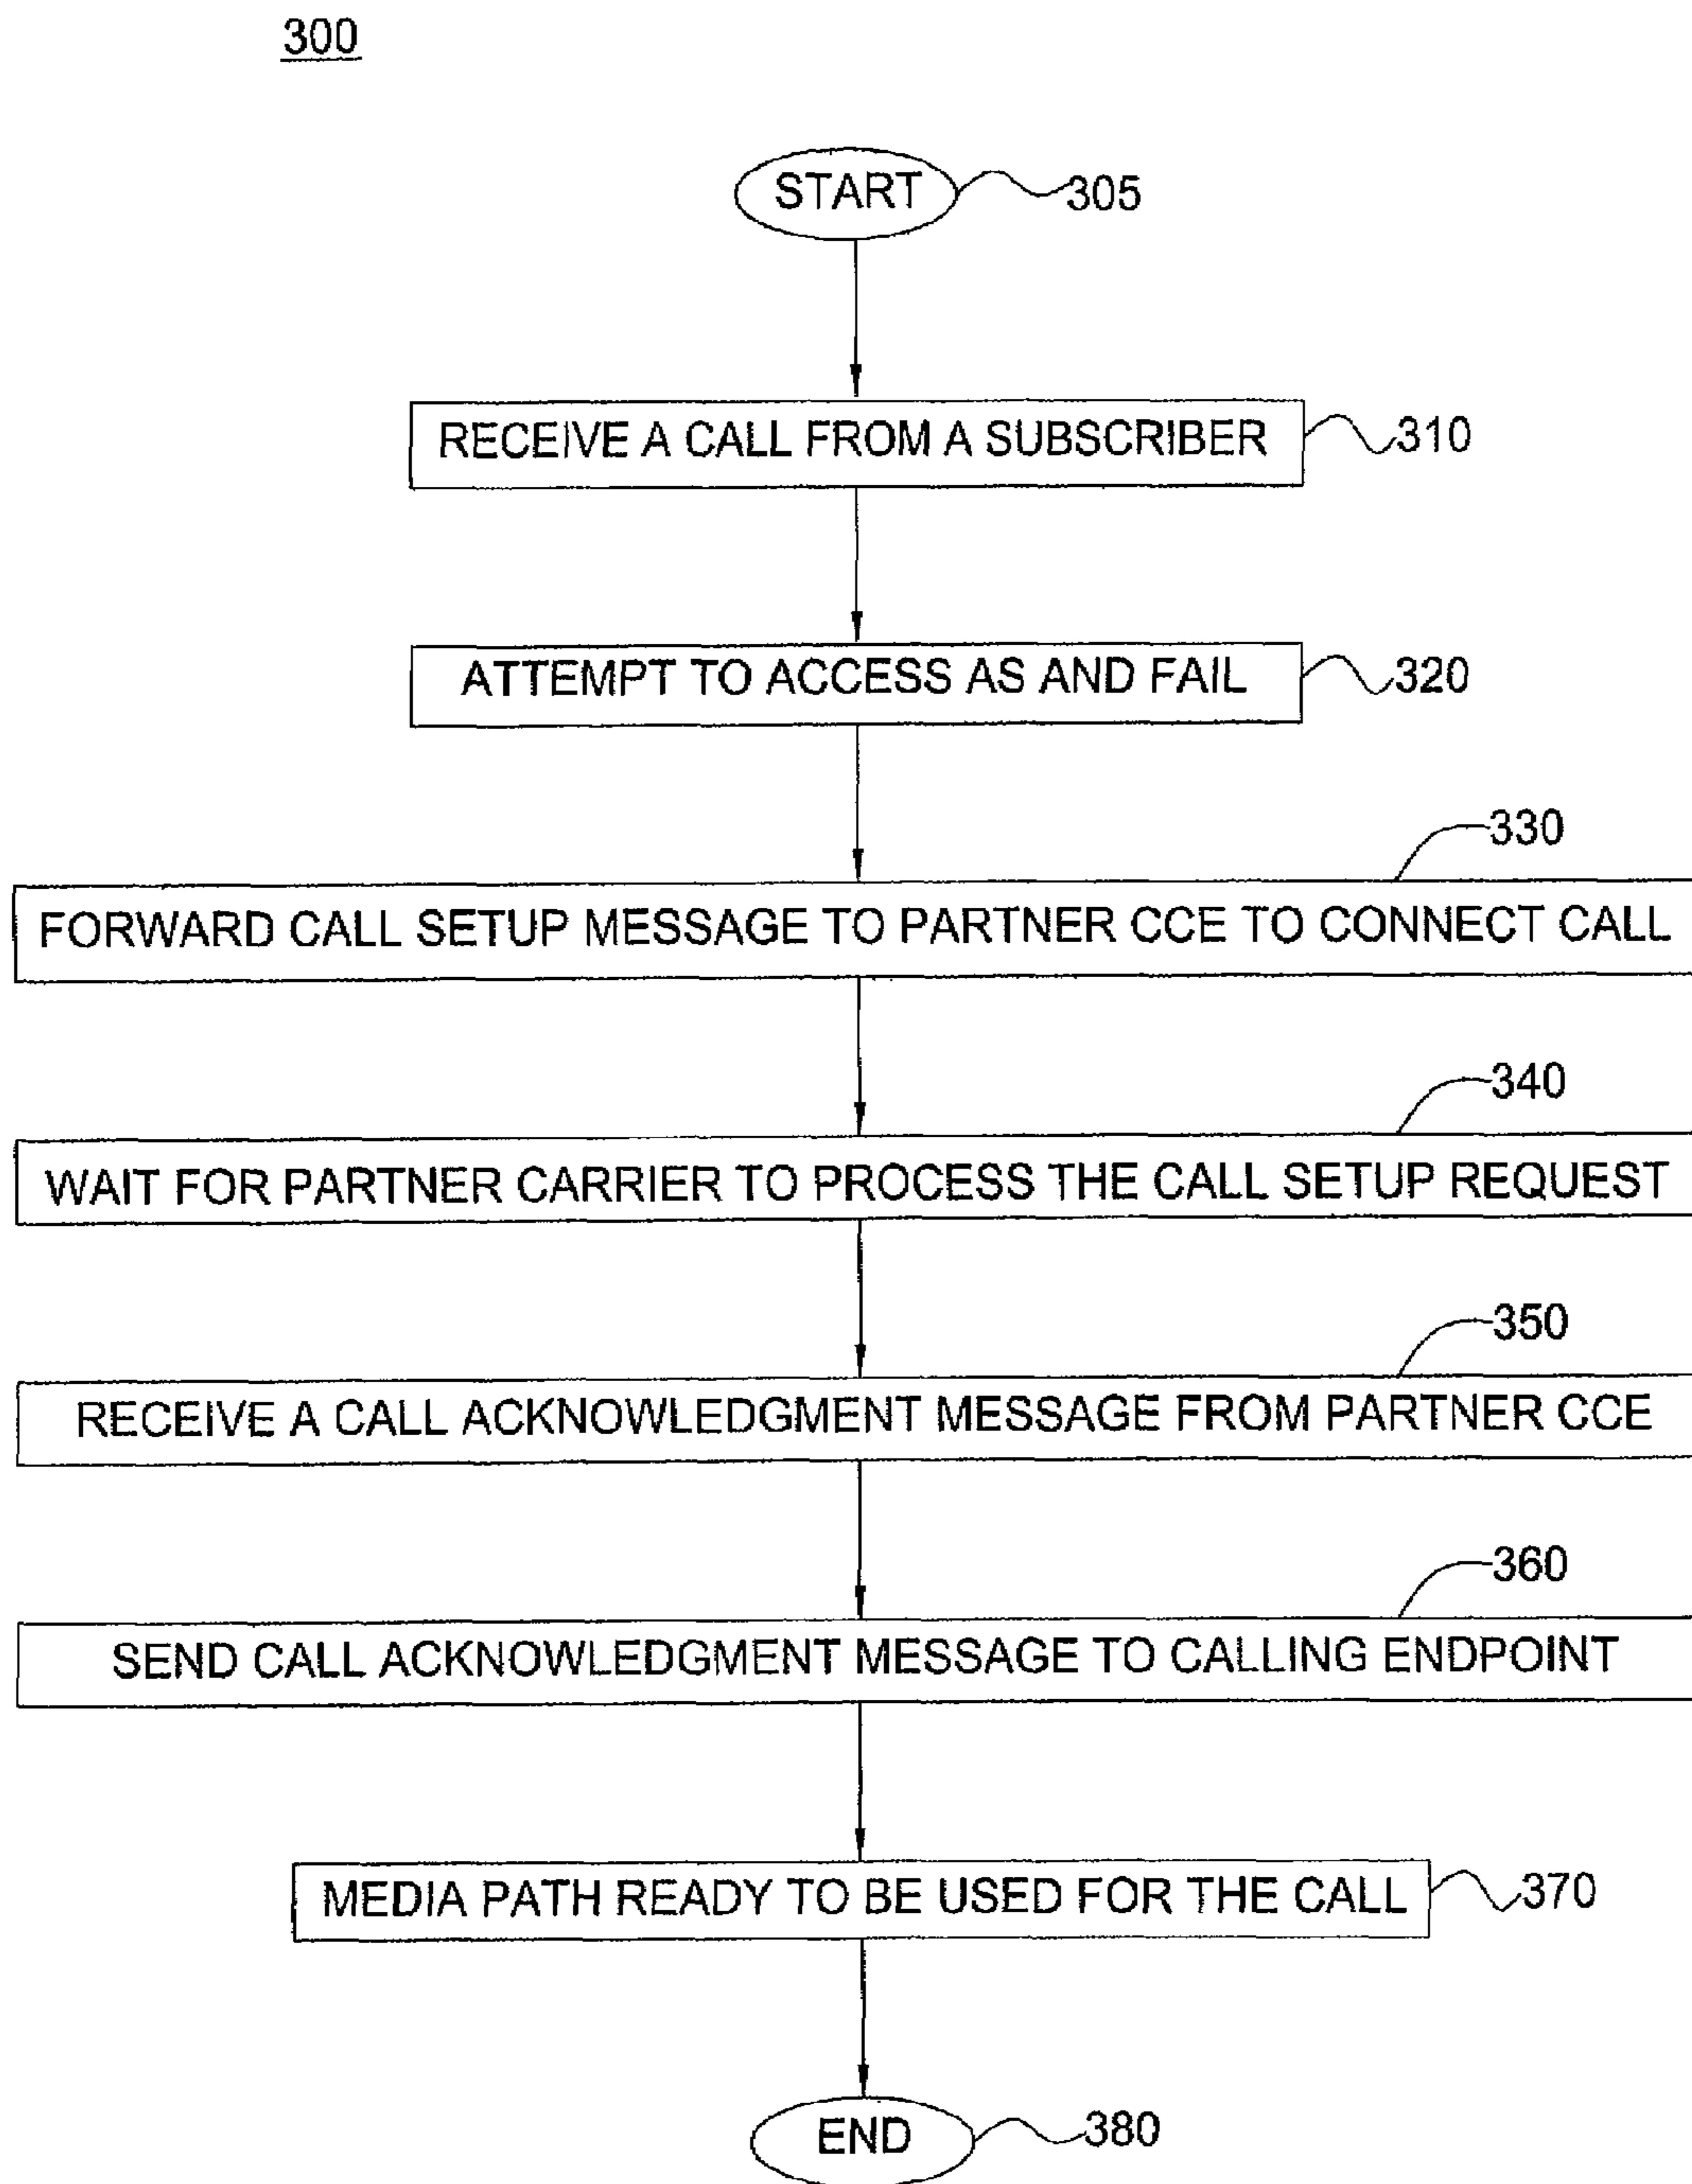 300
START 305
RECEIVE A CALL FROM A SUBSCRIBER 310
ATTEMPT TO ACCESS AS AND FAIL 320
330
FORWARD CALL SETUP MESSAGE TO PARTNER CCE TO CONNECT CALL
340
WAIT FOR PARTNER CARRIER TO PROCESS THE CALL SETUP REQUEST
350
RECEIVE A CALL ACKNOWLEDGMENT MESSAGE FROM PARTNER CCE
360
SEND CALL ACKNOWLEDGMENT MESSAGE TO CALLING ENDPOINT
MEDIA PATH READY TO BE USED FOR THE CALL 370
END 380